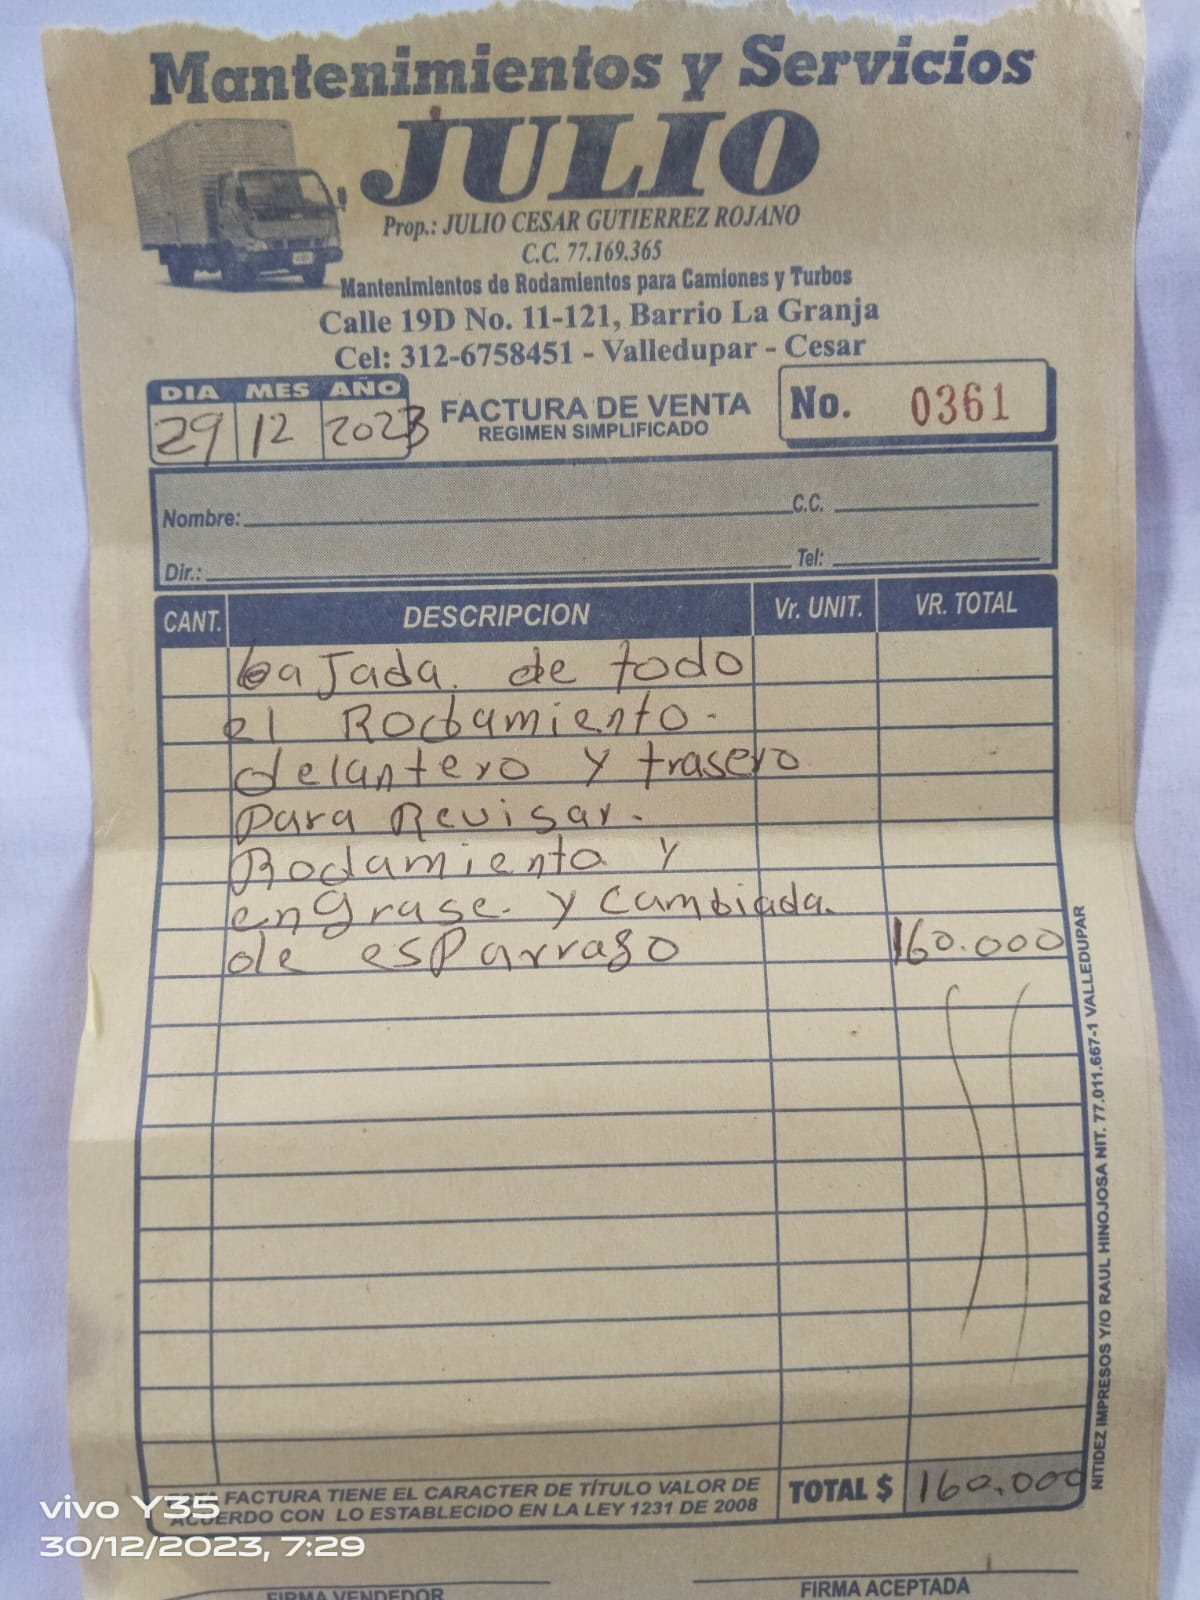 Mantenimientos y Servicios
JULIO
Prop.: JULIO CESAR GUTIERREZ ROJANO
C.C. 77.169.365
Mantenimientos de Rodamientos para Camiones y Turbos
Calle 19D No. 11-121, Barrio La Granja
Cel: 312-6758451 - Valledupar - Cesar
DIA MES AÑO
29 12 2023
FACTURA DE VENTA
REGIMEN SIMPLIFICADO
No. 0361
Nombre: C.C.
Dir.: Tel:
CANT. DESCRIPCION Vr. UNIT. VR. TOTAL
bajada. de todo
el Rodamiento.
delantero y trasero
para Revisar.
Rodamiento y
engrase. y cambiada.
de esparrago 160.000
FACTURA TIENE EL CARACTER DE TÍTULO VALOR DE
ACUERDO CON LO ESTABLECIDO EN LA LEY 1231 DE 2008
TOTAL $ 160.000
NITIDEZ IMPRESOS Y/O RAUL HINOJOSA NIT. 77.011.667-1 VALLEDUPAR
FIRMA VENDEDOR FIRMA ACEPTADA
vivo Y35
30/12/2023, 7:29